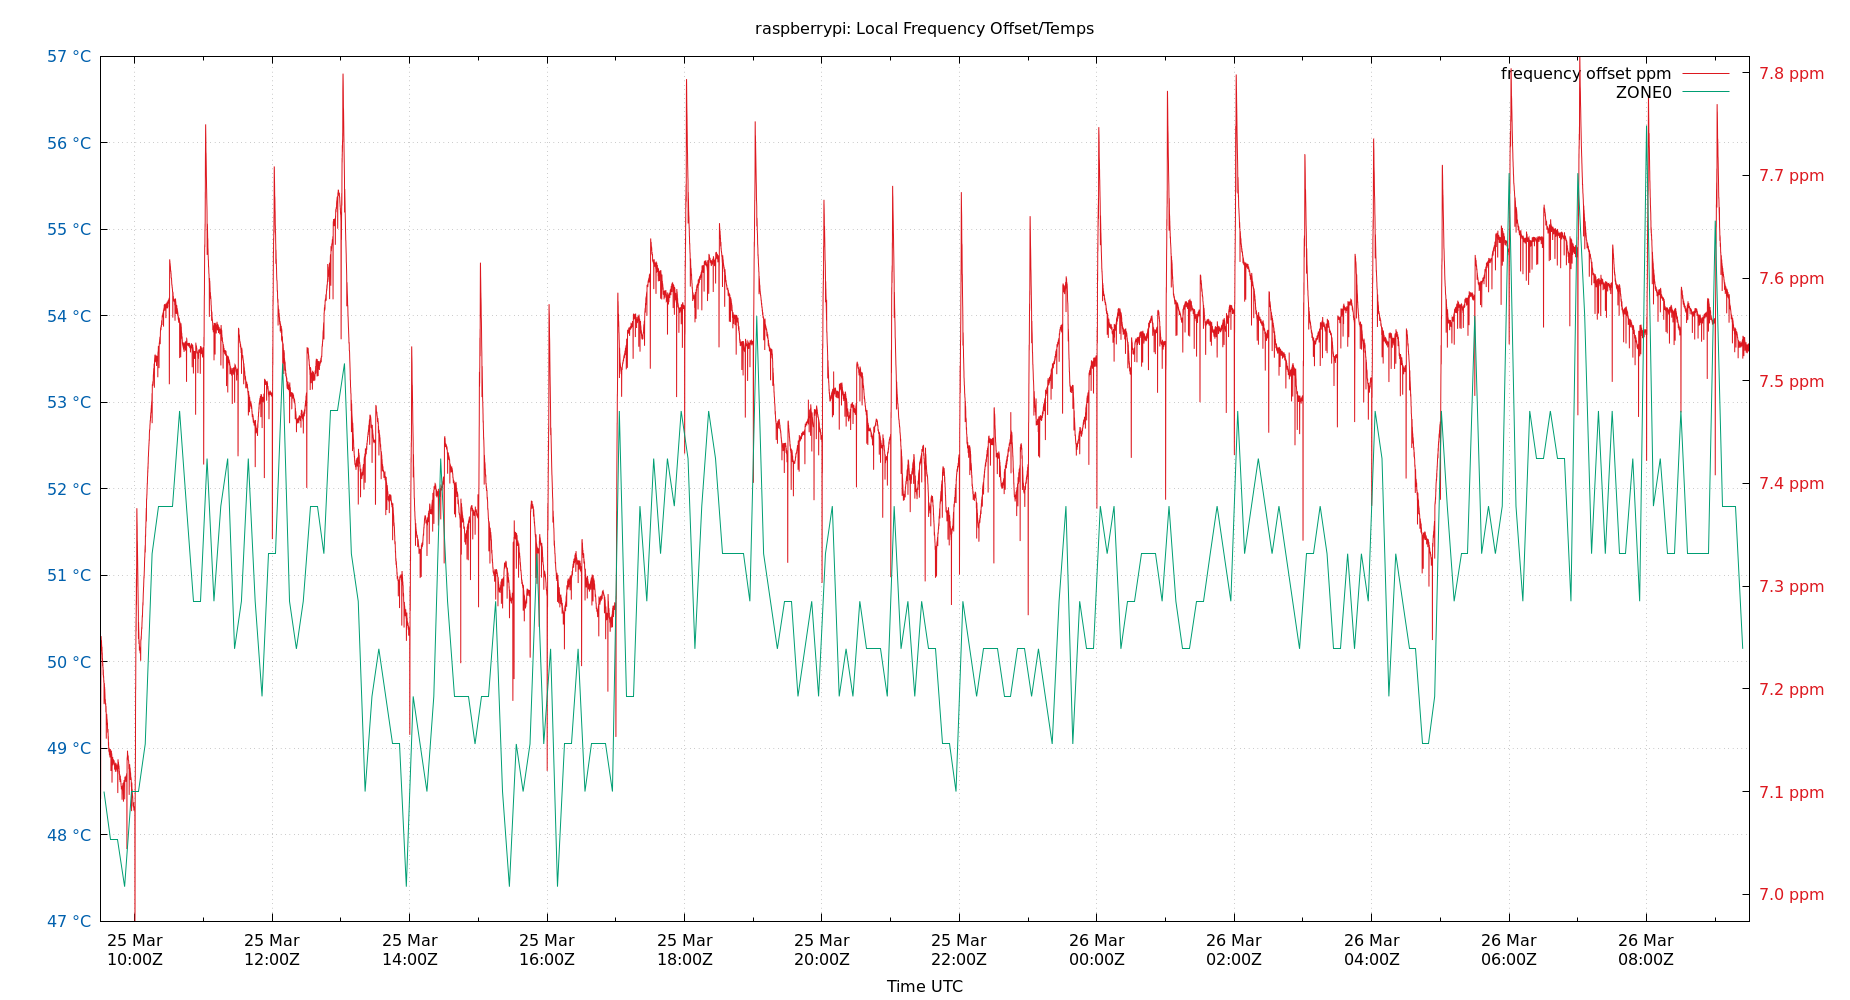 raspberrypi: Local Frequency Offset/Temps
57 °C
56 °C
55 °C
54 °C
53 °C
52 °C
51 °C
50 °C
49 °C
48 °C
47 °C
frequency offset ppm
ZONE0
7.8 ppm
7.7 ppm
7.6 ppm
7.5 ppm
7.4 ppm
7.3 ppm
7.2 ppm
7.1 ppm
7.0 ppm
25 Mar 25 Mar 25 Mar 25 Mar 25 Mar 25 Mar 25 Mar 26 Mar 26 Mar 26 Mar 26 Mar 26 Mar
10:00Z 12:00Z 14:00Z 16:00Z 18:00Z 20:00Z 22:00Z 00:00Z 02:00Z 04:00Z 06:00Z 08:00Z
Time UTC